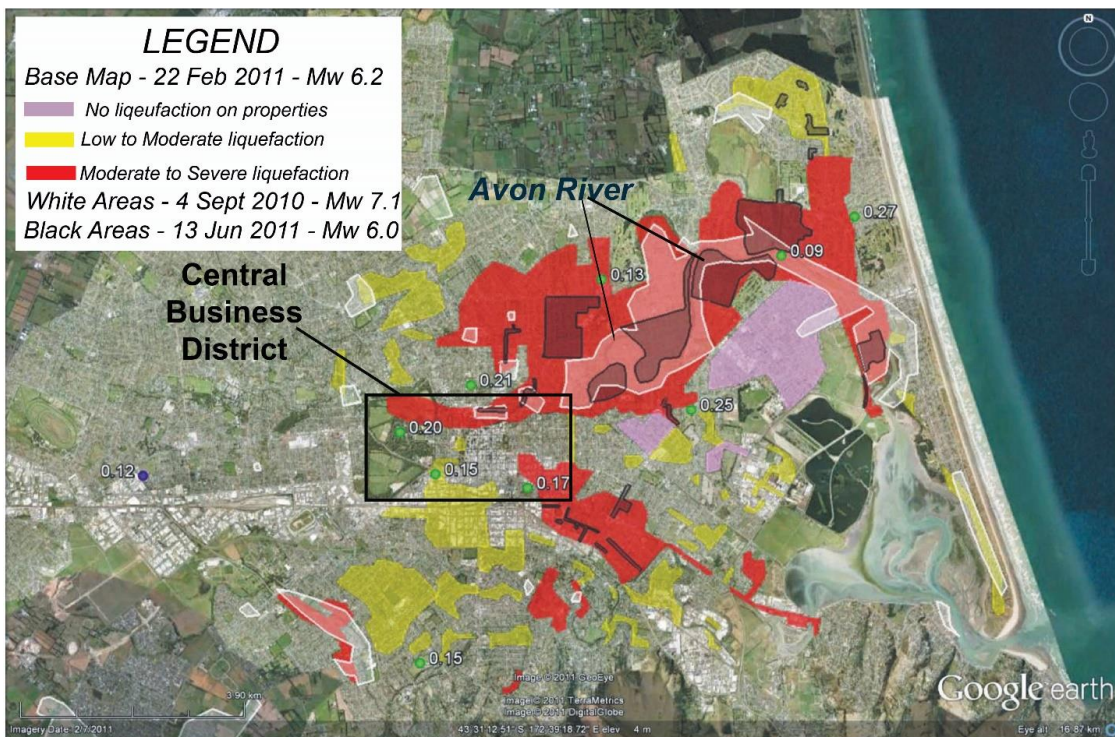 LEGEND
Base Map - 22 Feb 2011 - Mw 6.2
No liqeufaction on properties
Low to Moderate liquefaction
Moderate to Severe liquefaction
White Areas - 4 Sept 2010 - Mw 7.1
Black Areas - 13 Jun 2011 - Mw 6.0
N
Avon River
0.27
0.09
0.13
Central
Business
District
0.21
0.25
0.20
0.12
0.15
0.17
0.15
Image © 2011 GeoEye
Image © 2011 TerraMetrics
Image © 2011 DigitalGlobe
3.90 km
Google earth
Imagery Date: 2/7/2011
43°31'12.51" S 172°39'18.72" E elev 4 m
Eye alt 16.87 km